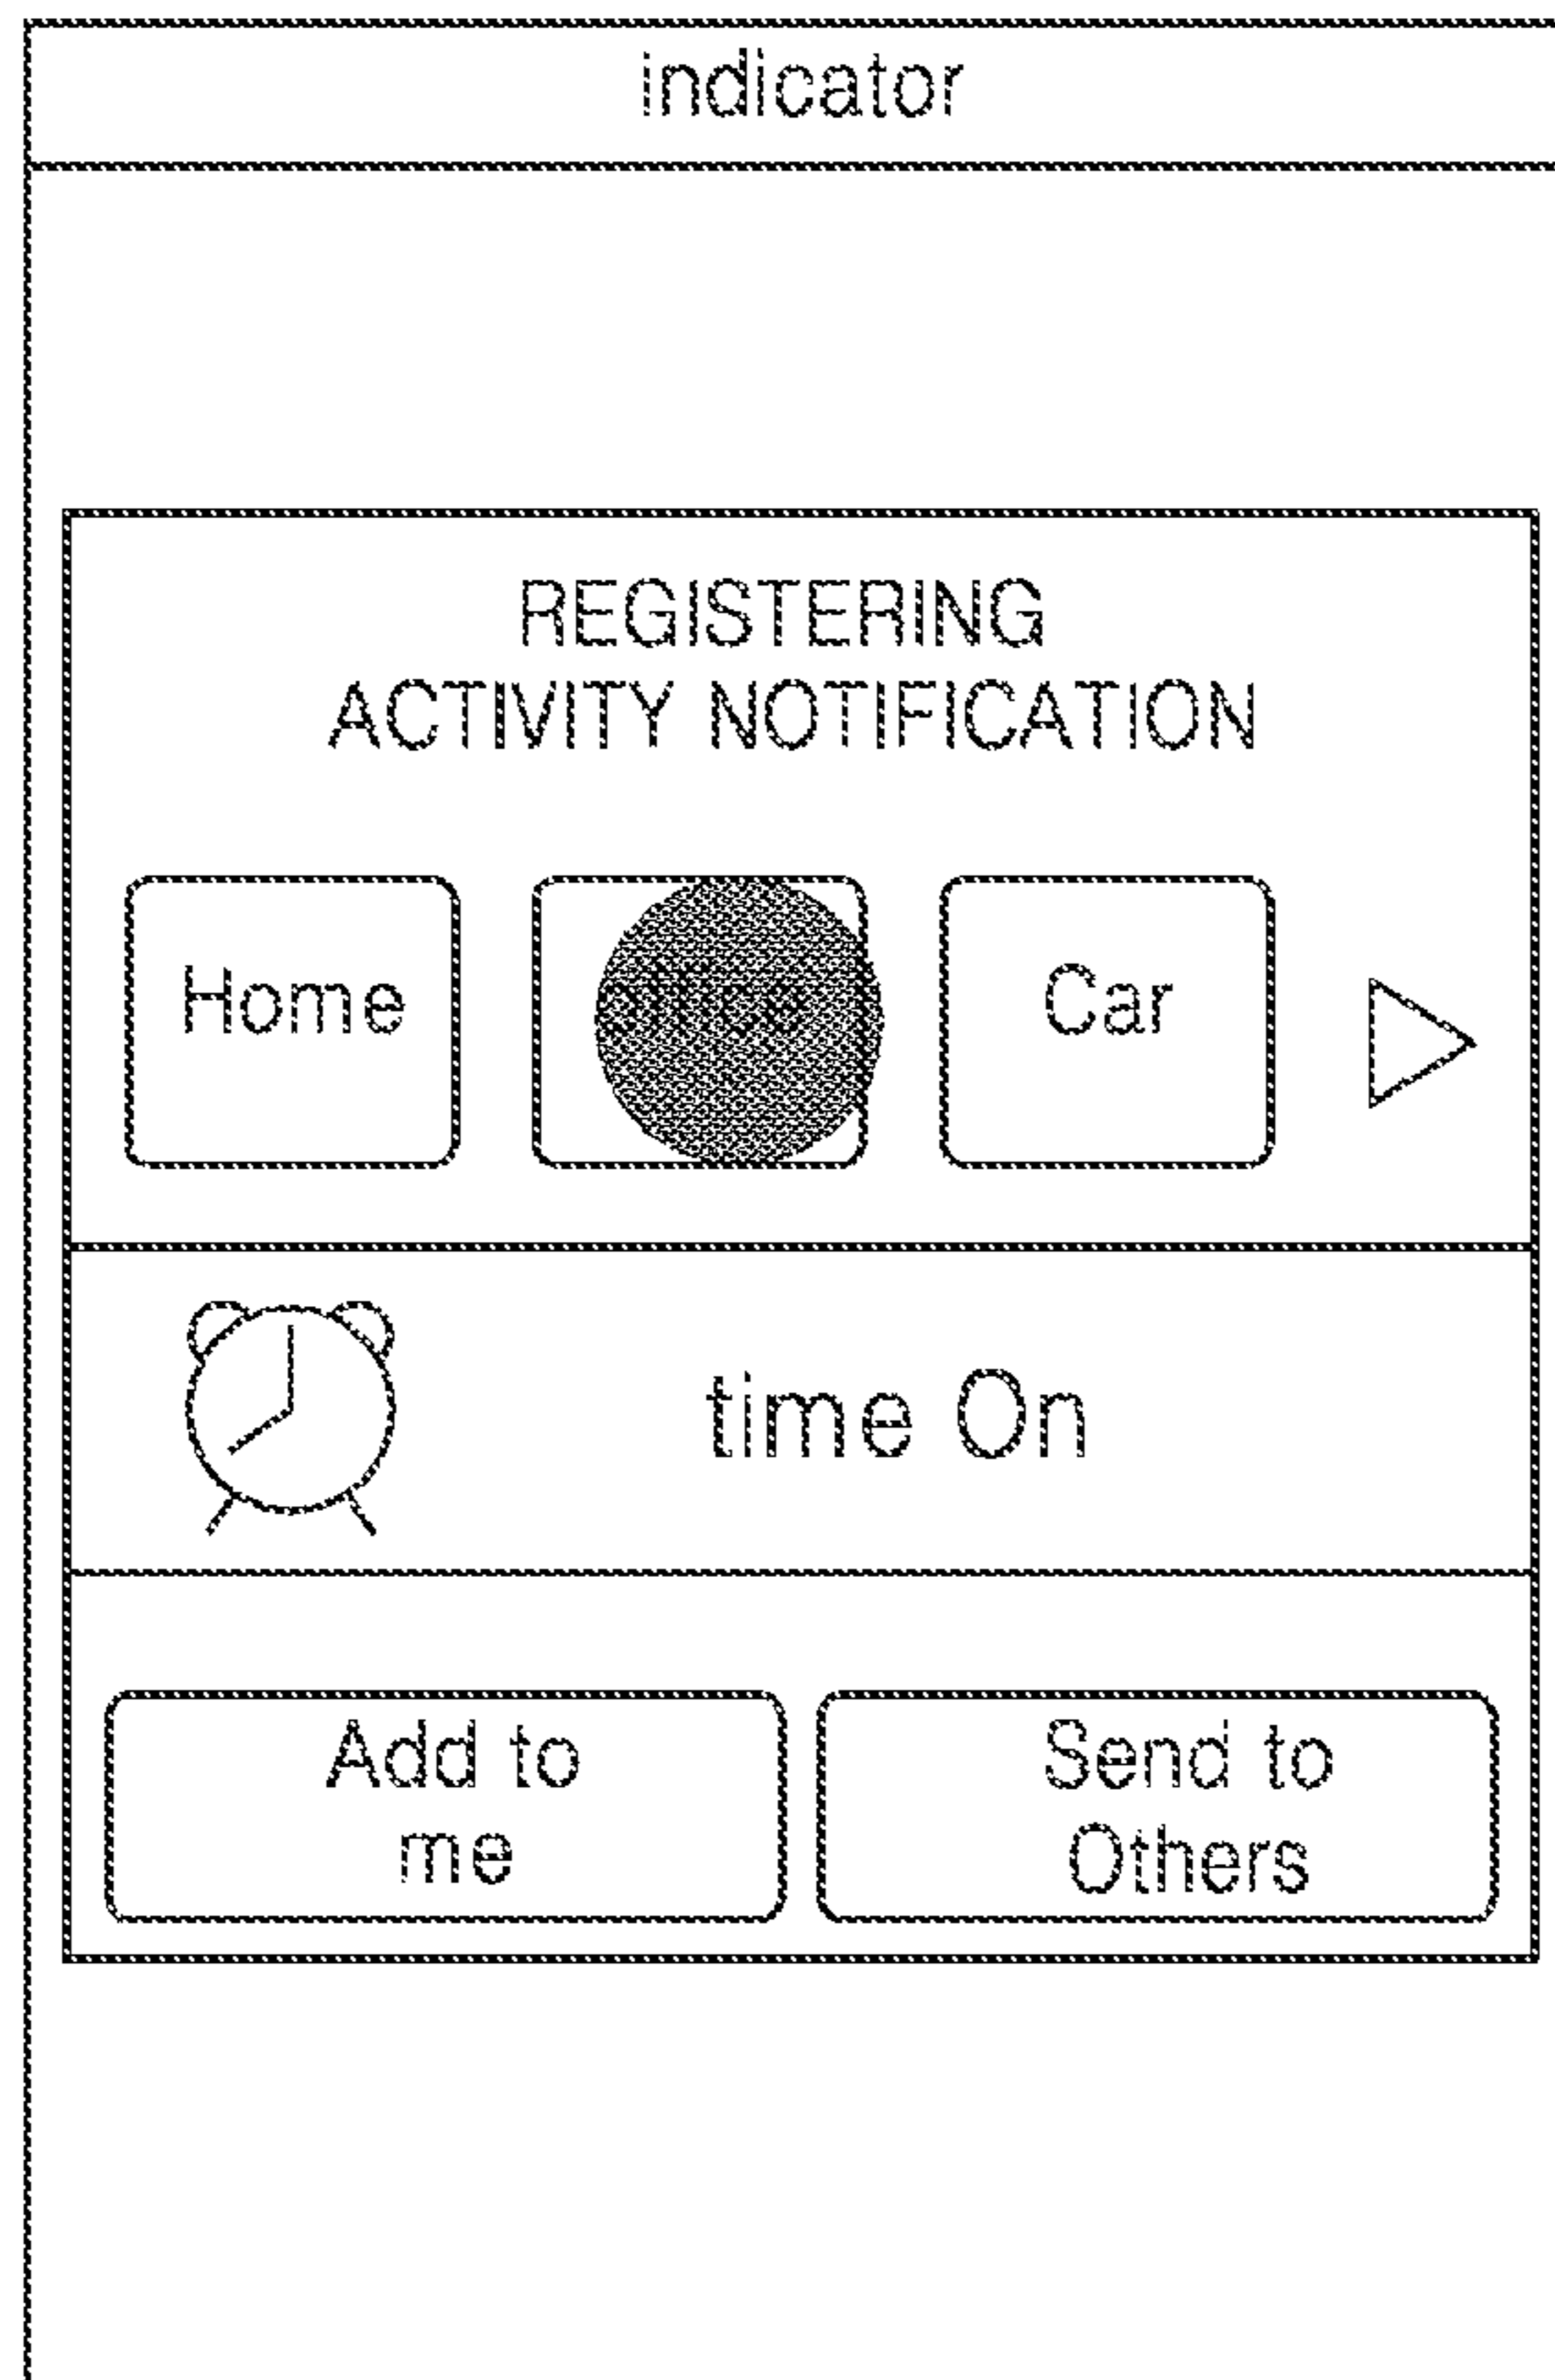 indicator
REGISTERING
ACTIVITY NOTIFICATION
Home
Car
time On
Add to
me
Send to
Others